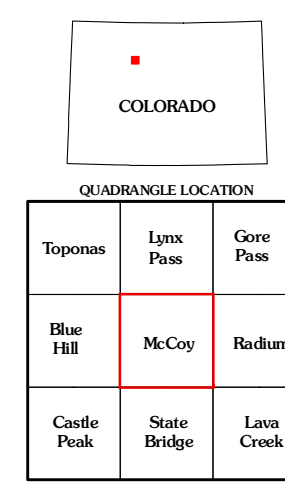 COLORADO
QUADRANGLE LOCATION
Toponas
Lynx
Pass
Gore
Pass
Blue
Hill
McCoy
Radium
Castle
Peak
State
Bridge
Lava
Creek